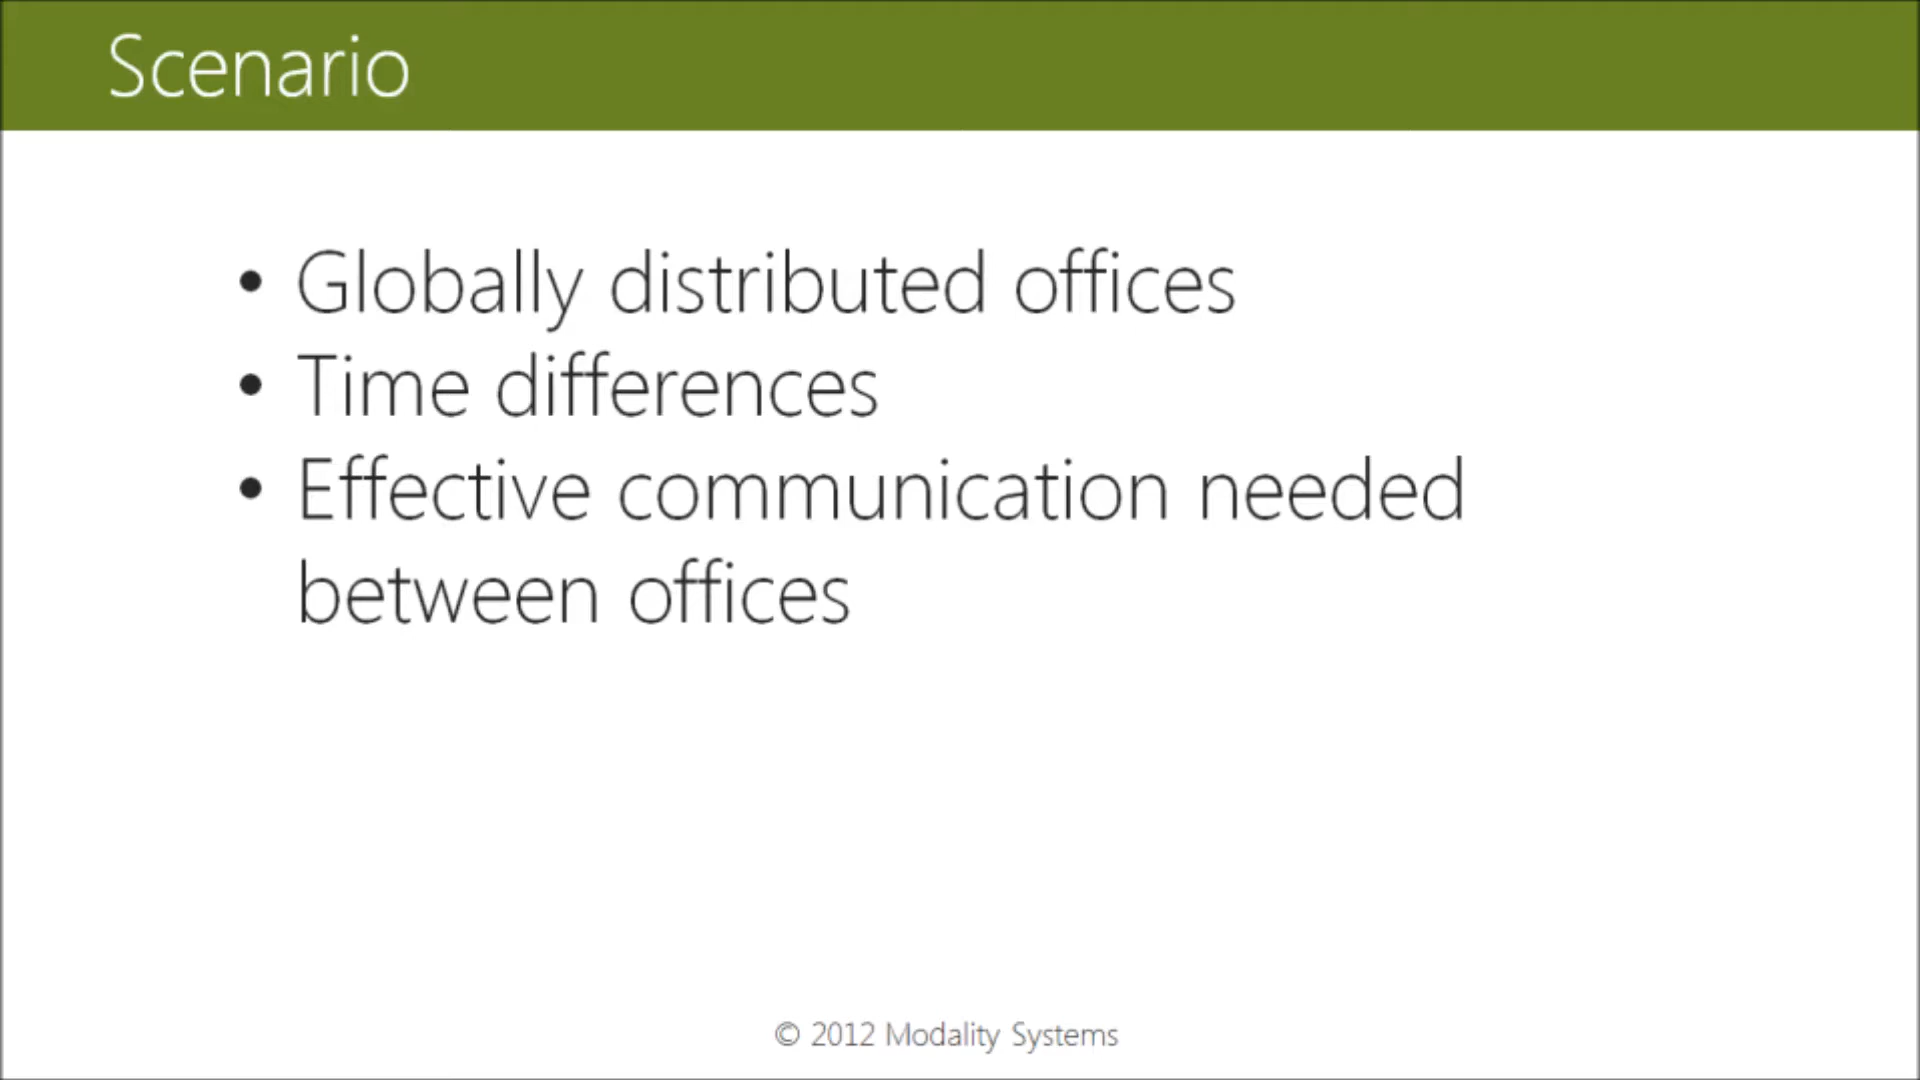 Scenario
• Globally distributed offices
• Time differences
• Effective communication needed
between offices
© 2012 Modality Systems